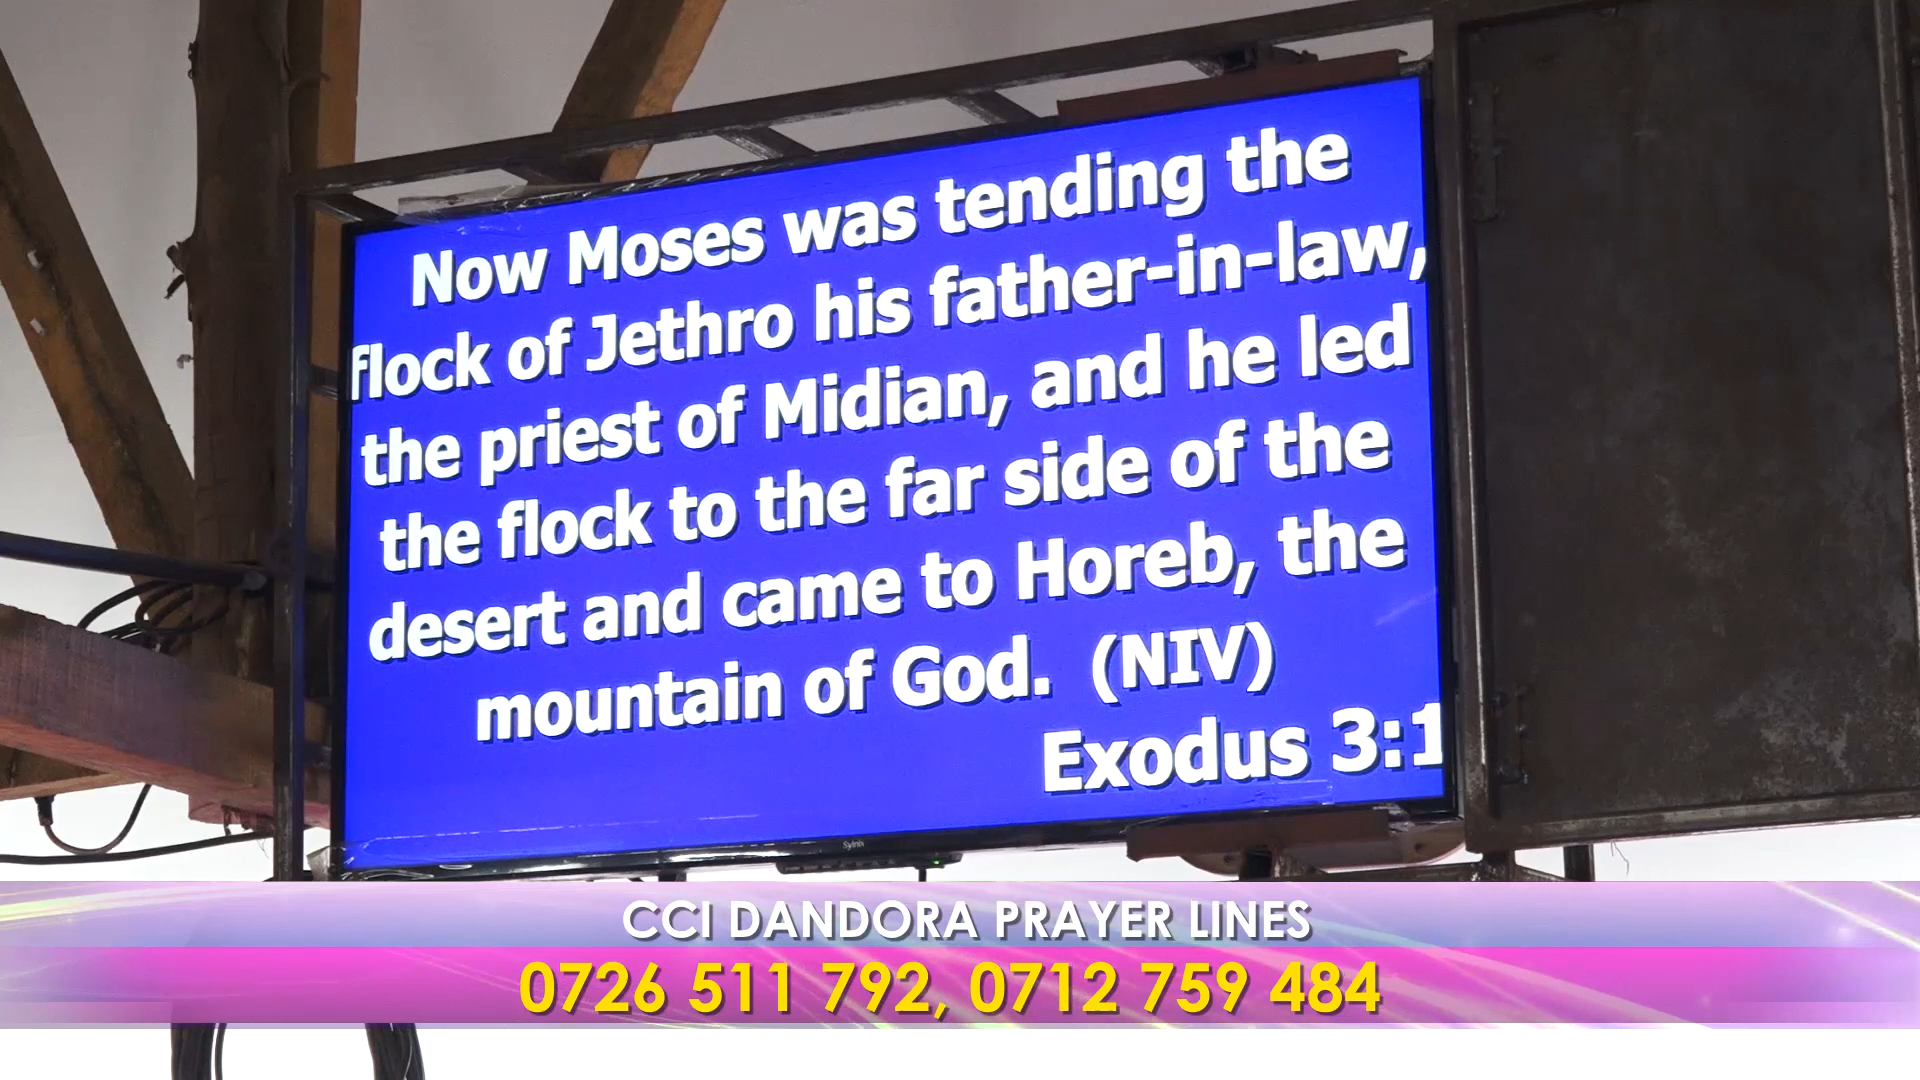 Now Moses was tending the
flock of Jethro his father-in-law,
the priest of Midian, and he led
the flock to the far side of the
desert and came to Horeb, the
mountain of God. (NIV)
Exodus 3:1
Sylnix
CCI DANDORA PRAYER LINES
0726 511 792, 0712 759 484